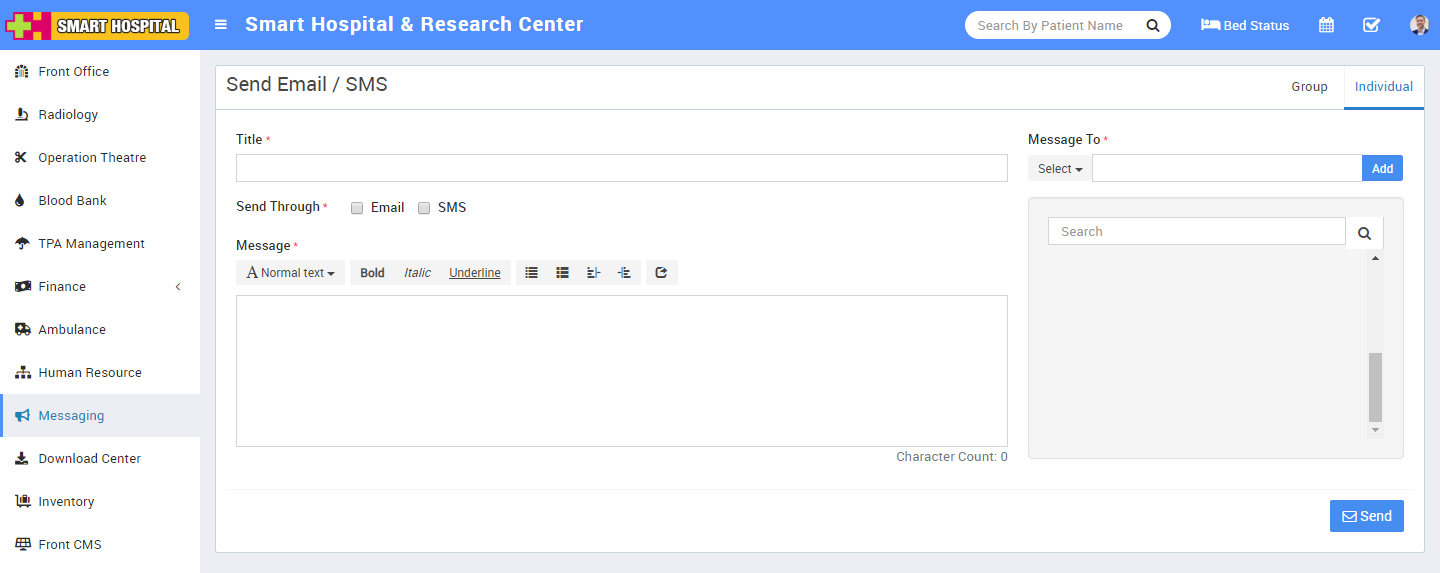 SMART HOSPITAL
Smart Hospital & Research Center
Search By Patient Name
Bed Status
Front Office
Radiology
Operation Theatre
Blood Bank
TPA Management
Finance
Ambulance
Human Resource
Messaging
Download Center
Inventory
Front CMS
Send Email / SMS
Group
Individual
Title *
Send Through * Email SMS
Message *
A Normal text Bold Italic Underline
Character Count: 0
Message To *
Select Add
Search
Send